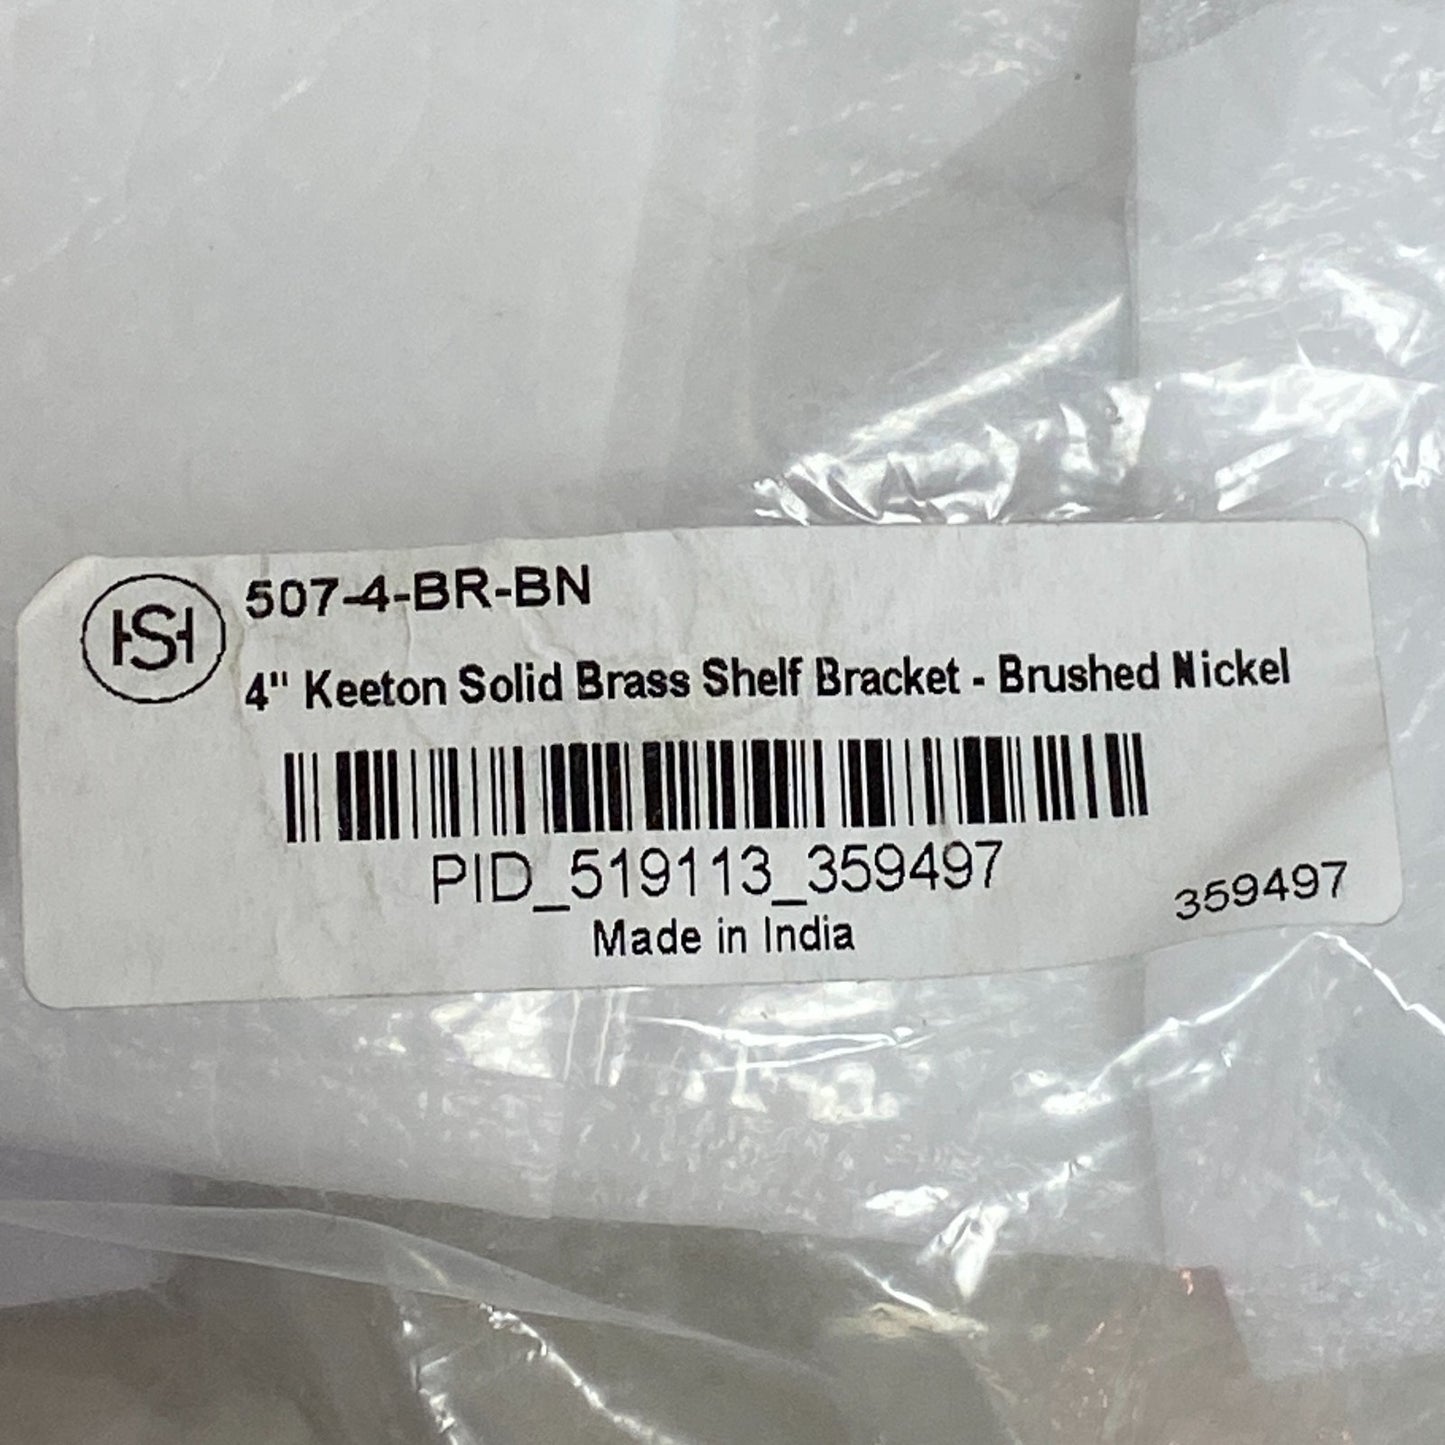 HSH
507-4-BR-BN
4" Keeton Solid Brass Shelf Bracket - Brushed Nickel
PID_519113_359497
359497
Made in India